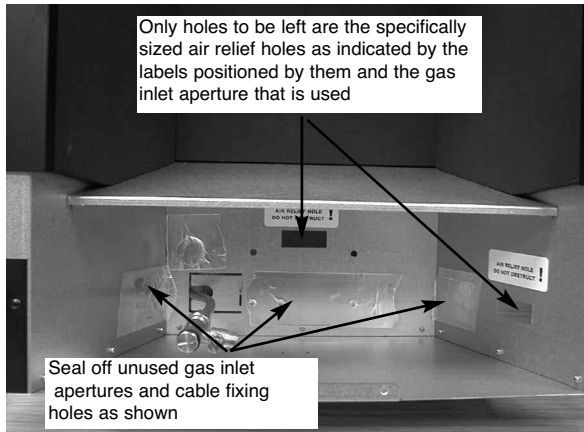 Only holes to be left are the specifically
sized air relief holes as indicated by the
labels positioned by them and the gas
inlet aperture that is used
AIR RELIEF HOLE
DO NOT OBSTRUCT !
AIR RELIEF HOLE
DO NOT OBSTRUCT !
Seal off unused gas inlet
apertures and cable fixing
holes as shown